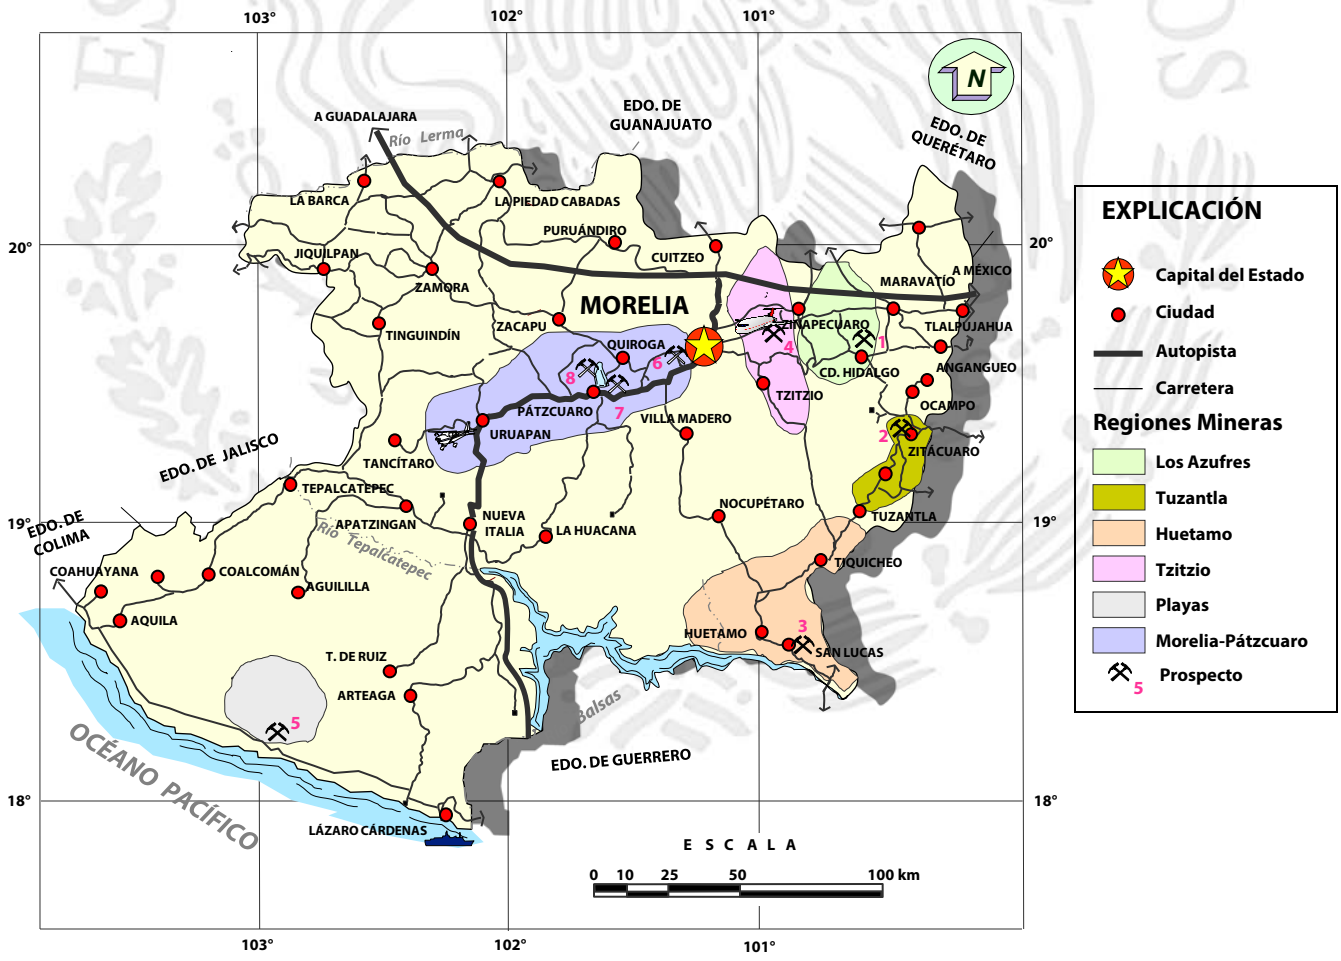 103°
102°
101°
N
EDO. DE
QUERÉTARO
EDO. DE
GUANAJUATO
A GUADALAJARA
Río Lerma
LA BARCA
LA PIEDAD CABADAS
PURUÁNDIRO
CUITZEO
20°
20°
JIQUILPAN
ZAMORA
MARAVATÍO
A MÉXICO
MORELIA
TINGUINDÍN
ZACAPU
ZINAPECUARO
TLALPUJAHUA
QUIROGA
6
4
1
8
7
CD. HIDALGO
ANGANGUEO
OCAMPO
TZITZIO
PÁTZCUARO
VILLA MADERO
URUAPAN
2
ZITÁCUARO
TANCÍTARO
EDO. DE JALISCO
TEPALCATEPEC
NOCUPÉTARO
APATZINGAN
NUEVA
ITALIA
LA HUACANA
TUZANTLA
19°
19°
EDO. DE
COLIMA
Río Tepalcatepec
COAHUAYANA
COALCOMÁN
AGUILILLA
TIQUICHEO
AQUILA
HUETAMO
3
SAN LUCAS
T. DE RUIZ
ARTEAGA
5
Balsas
OCÉANO PACÍFICO
EDO. DE GUERRERO
18°
18°
LÁZARO CÁRDENAS
ESCALA
0 10 25 50 100 km
103°
102°
101°
EXPLICACIÓN
Capital del Estado
Ciudad
Autopista
Carretera
Regiones Mineras
Los Azufres
Tuzantla
Huetamo
Tzitzio
Playas
Morelia-Pátzcuaro
Prospecto
5